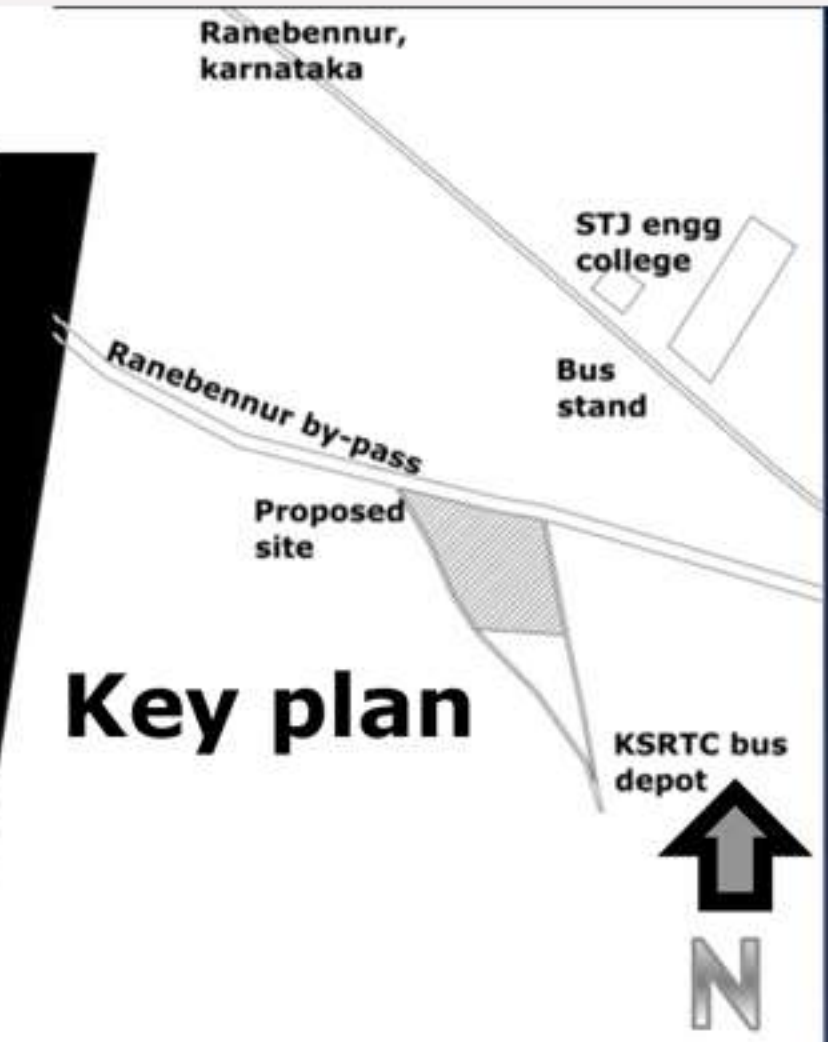 Ranebennur,
karnataka
STJ engg
college
Bus
stand
Ranebennur by-pass
Proposed
site
Key plan
KSRTC bus
depot
N